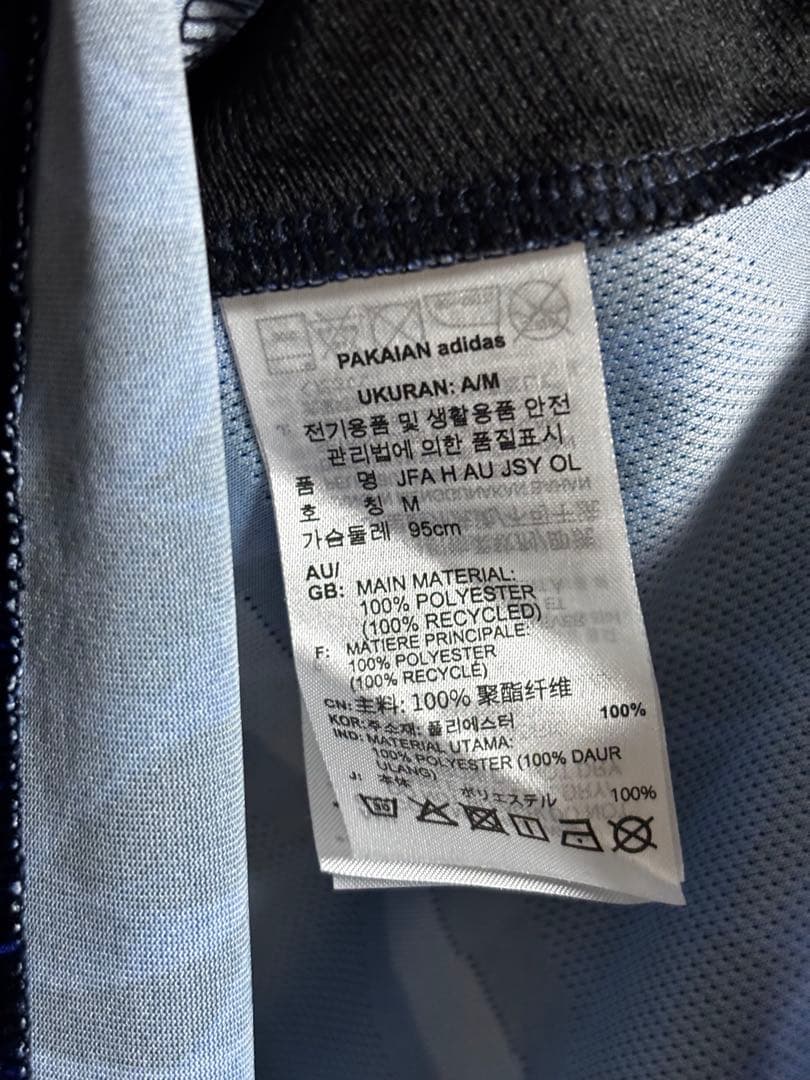 PAKAIAN adidas
UKURAN: A/M
전기용품 및 생활용품 안전
관리법에 의한 품질표시
품 명 JFA H AU JSY OL
호 칭 M
가슴둘레 95cm
AU/
GB: MAIN MATERIAL:
100% POLYESTER
(100% RECYCLED)
F: MATIERE PRINCIPALE:
100% POLYESTER
(100% RECYCLÉ)
CN: 主料: 100% 聚酯纤维
KOR: 주소재: 폴리에스터 100%
IND: MATERIAL UTAMA:
100% POLYESTER (100% DAUR
ULANG)
J: 本体
ポリエステル 100%